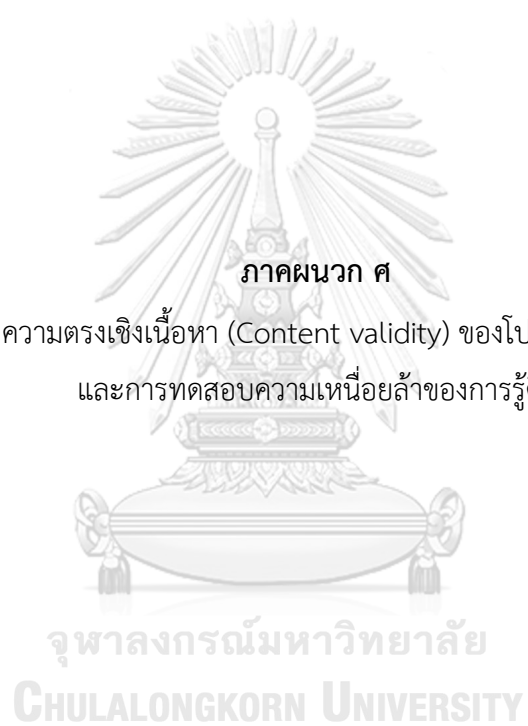 ภาคผนวก ศ
ความตรงเชิงเนื้อหา (Content validity) ของโป
และการทดสอบความเหนื่อยล้าของการรู้
จุฬาลงกรณ์มหาวิทยาลัย
CHULALONGKORN UNIVERSITY